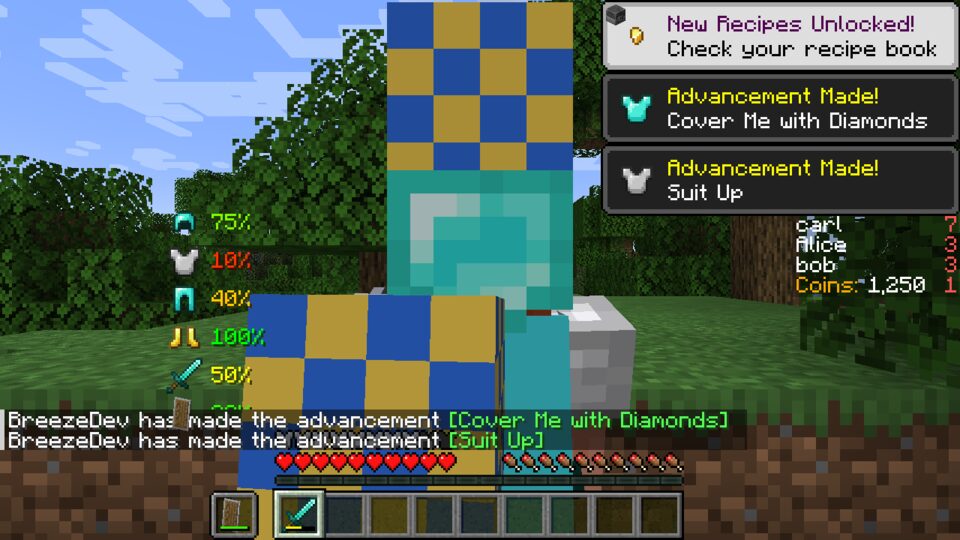 New Recipes Unlocked!
Check your recipe book
Advancement Made!
Cover Me with Diamonds
Advancement Made!
Suit Up
carl 7
Alice 3
bob 3
Coins: 1,250 1
75%
10%
40%
100%
50%
BreezeDev has made the advancement [Cover Me with Diamonds]
BreezeDev has made the advancement [Suit Up]